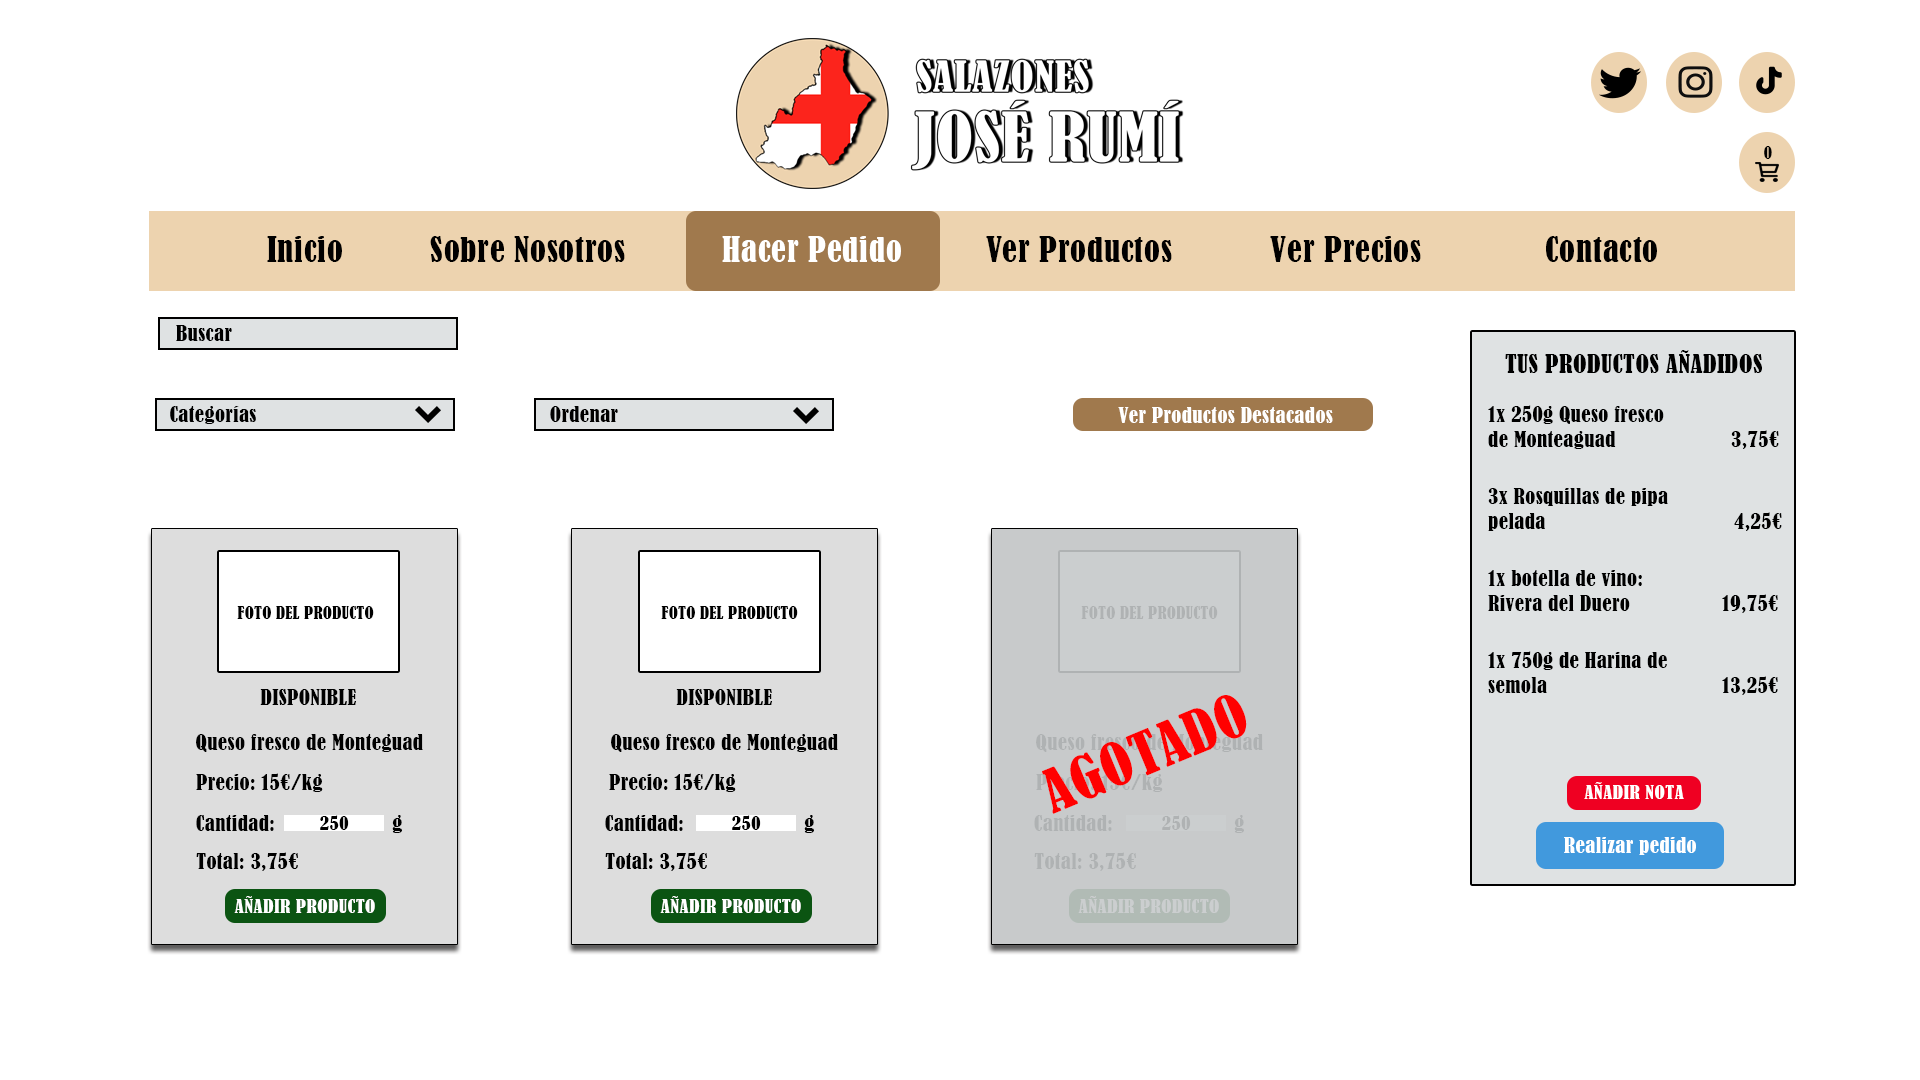 SALAZONES
JOSÉ RUMÍ
0
Inicio
Sobre Nosotros
Hacer Pedido
Ver Productos
Ver Precios
Contacto
Buscar
Categorías
Ordenar
Ver Productos Destacados
FOTO DEL PRODUCTO
DISPONIBLE
Queso fresco de Monteguad
Precio: 15€/kg
Cantidad: 250 g
Total: 3,75€
AÑADIR PRODUCTO
FOTO DEL PRODUCTO
DISPONIBLE
Queso fresco de Monteguad
Precio: 15€/kg
Cantidad: 250 g
Total: 3,75€
AÑADIR PRODUCTO
FOTO DEL PRODUCTO
AGOTADO
Queso fresco de Monteguad
Precio: 15€/kg
Cantidad: 250 g
Total: 3,75€
AÑADIR PRODUCTO
TUS PRODUCTOS AÑADIDOS
1x 250g Queso fresco
de Monteaguad 3,75€
3x Rosquillas de pipa
pelada 4,25€
1x botella de vino:
Rivera del Duero 19,75€
1x 750g de Harina de
semola 13,25€
AÑADIR NOTA
Realizar pedido